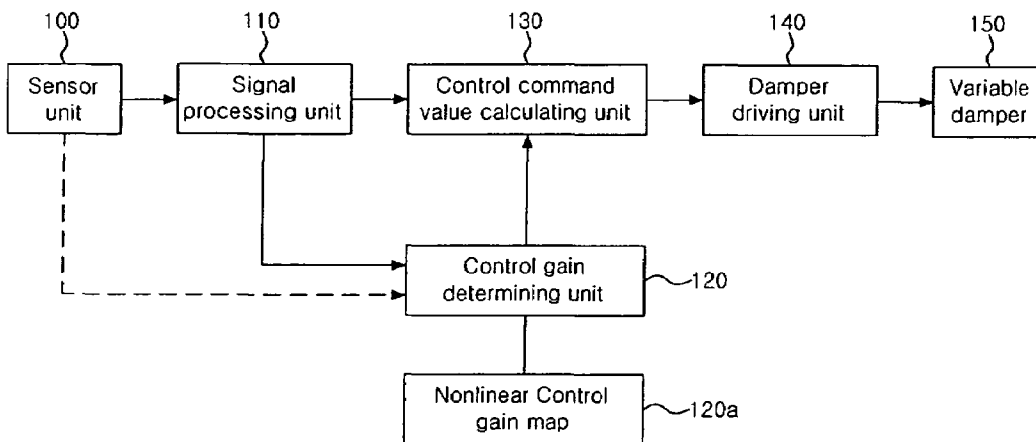 100
110
130
140
150
Sensor
unit
Signal
processing unit
Control command
value calculating unit
Damper
driving unit
Variable
damper
Control gain
determining unit
120
Nonlinear Control
gain map
120a